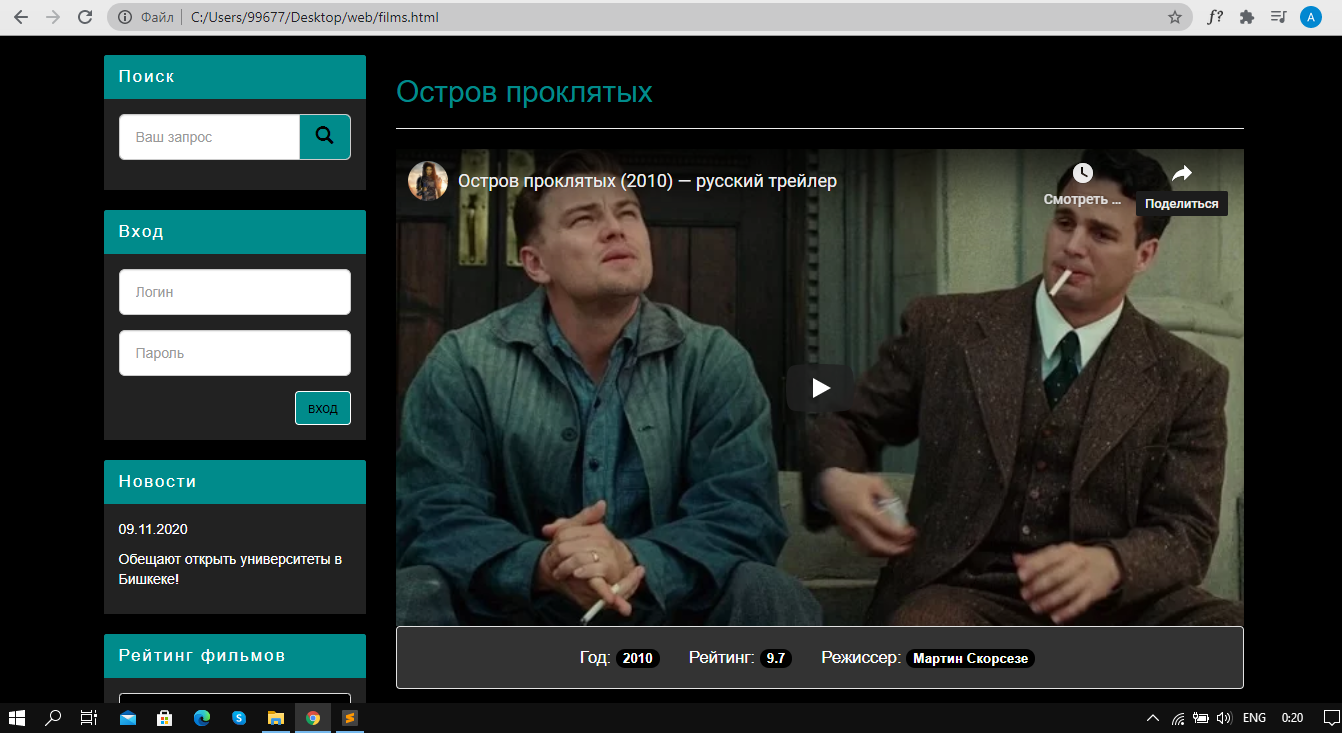 Файл
C:/Users/99677/Desktop/web/films.html
f?
A
Поиск
Ваш запрос
Вход
Логин
Пароль
вход
Новости
09.11.2020
Обещают открыть университеты в
Бишкеке!
Рейтинг фильмов
Остров проклятых
Остров проклятых (2010) — русский трейлер
Смотреть ...
Поделиться
Год: 2010 Рейтинг: 9.7 Режиссер: Мартин Скорсезе
ENG
0:20